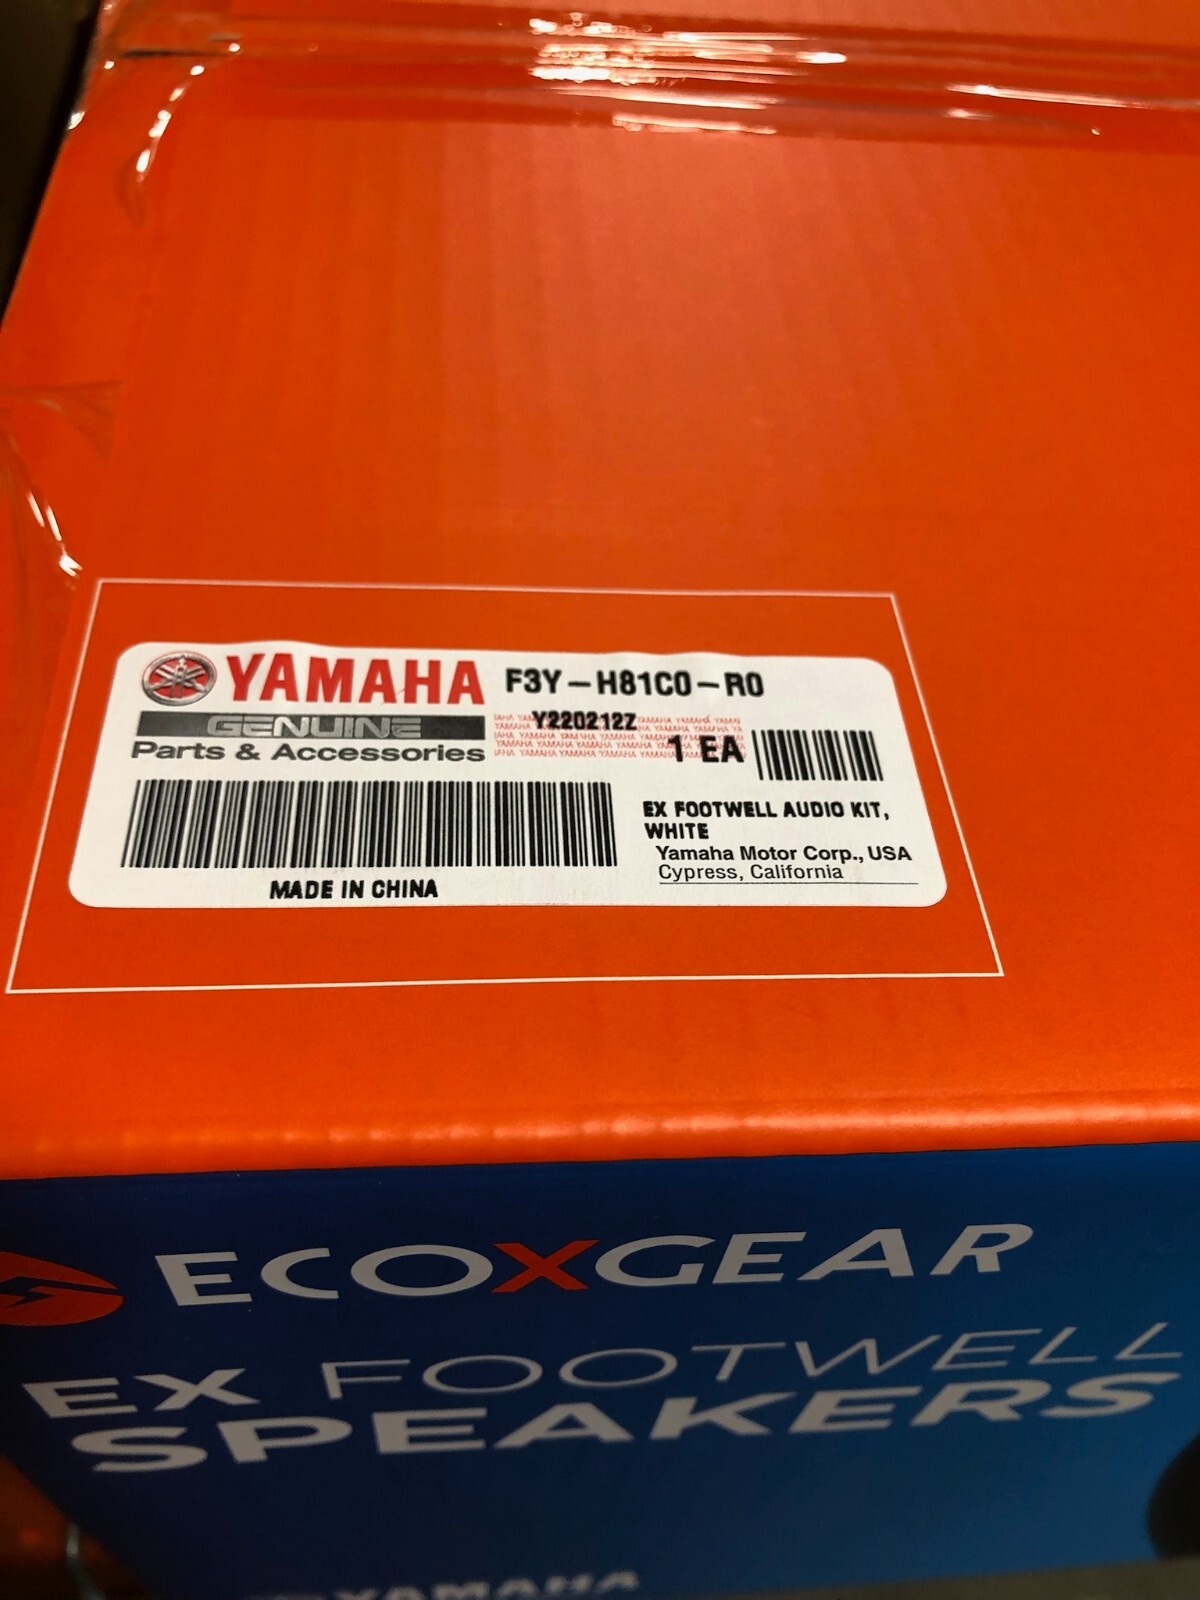 YAMAHA F3Y-H81C0-R0
GENUINE Y220212Z
Parts & Accessories 1 EA
EX FOOTWELL AUDIO KIT,
WHITE
Yamaha Motor Corp., USA
Cypress, California
MADE IN CHINA
ECOXGEAR
EX FOOTWELL
SPEAKERS
YAMAHA